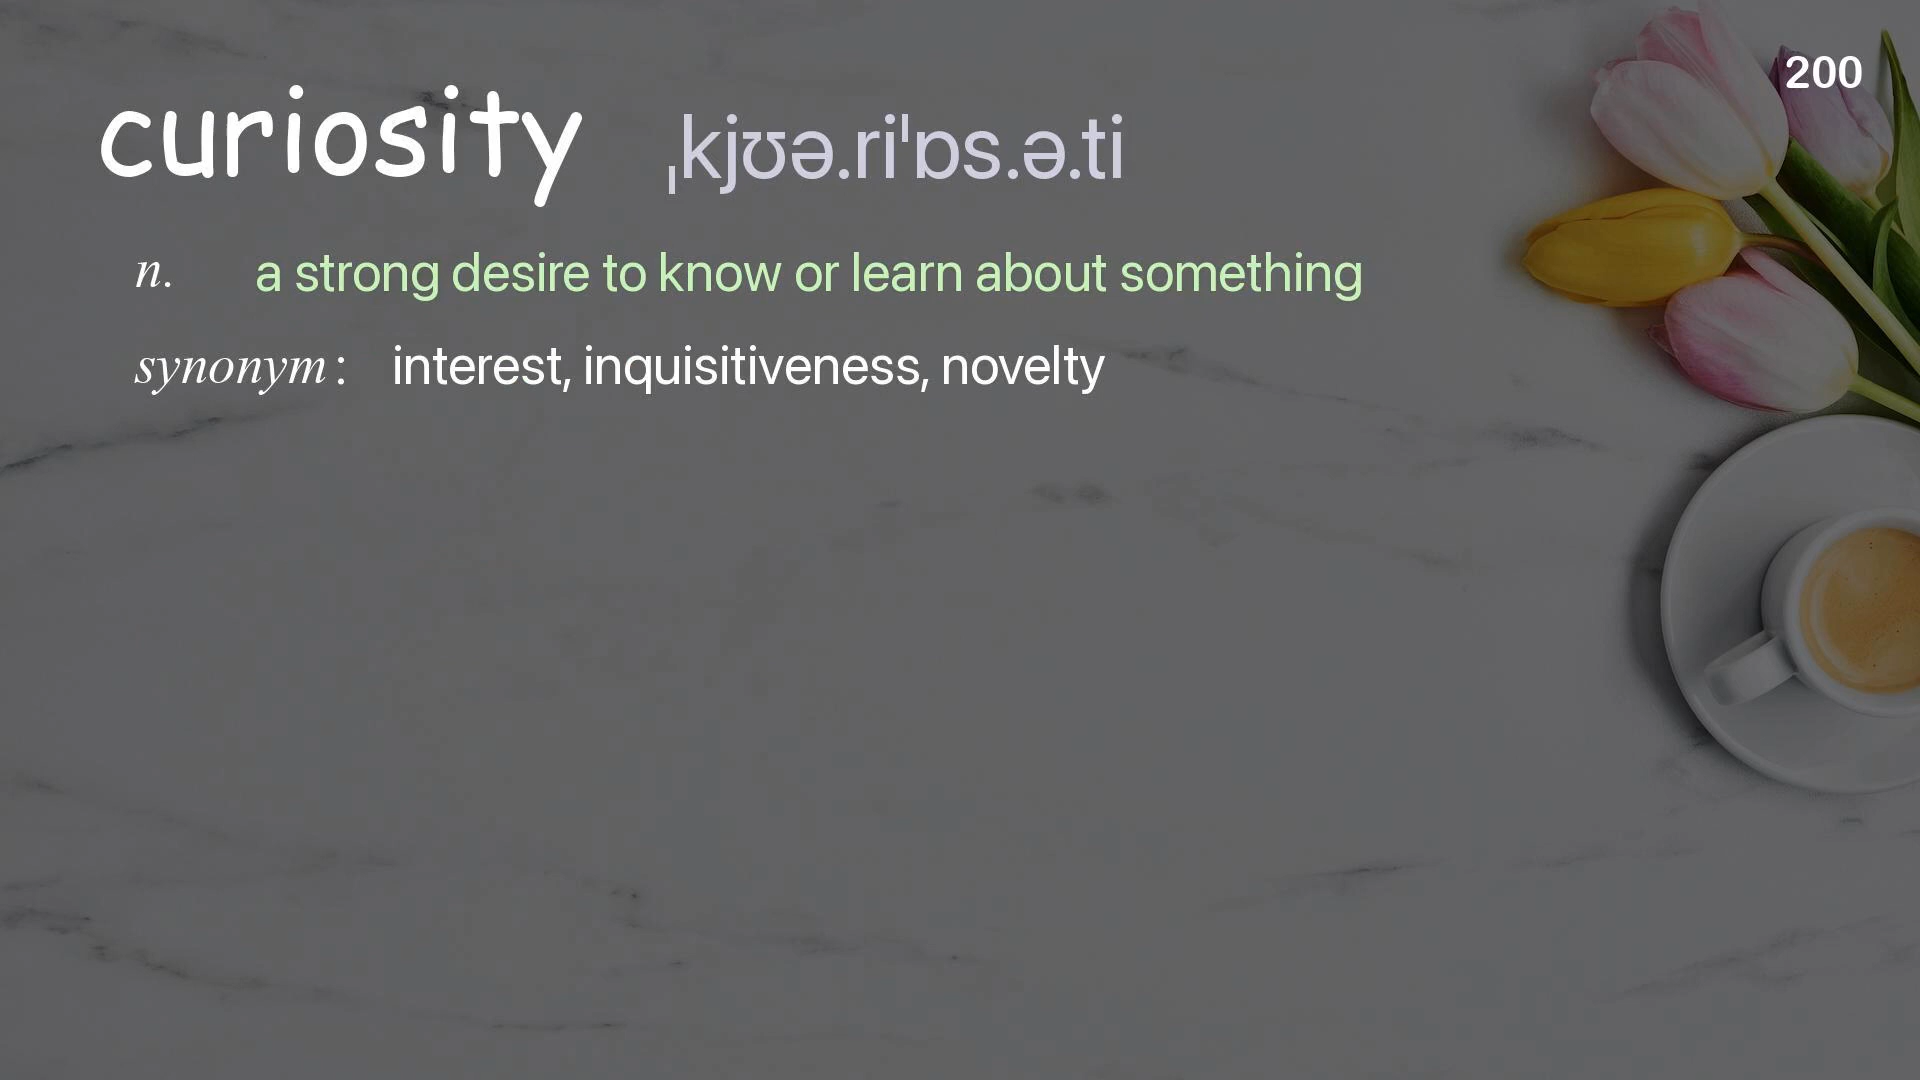 200
curiosity ˌkjʊə.riˈɒs.ə.ti
n. a strong desire to know or learn about something
synonym : interest, inquisitiveness, novelty